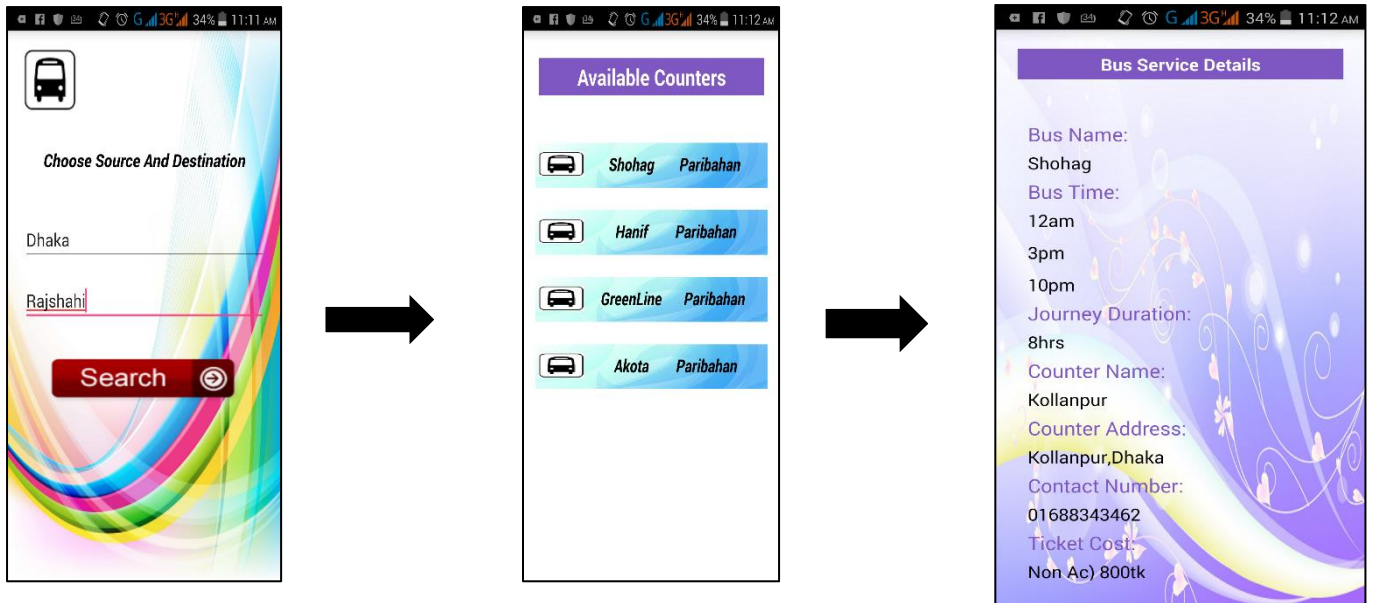 G 3G H 34% 11:11 AM
Choose Source And Destination
Dhaka
Rajshahi
Search
G 3G H 34% 11:12 AM
Available Counters
Shohag Paribahan
Hanif Paribahan
GreenLine Paribahan
Akota Paribahan
G 3G H 34% 11:12 AM
Bus Service Details
Bus Name:
Shohag
Bus Time:
12am
3pm
10pm
Journey Duration:
8hrs
Counter Name:
Kollanpur
Counter Address:
Kollanpur,Dhaka
Contact Number:
01688343462
Ticket Cost:
Non Ac) 800tk